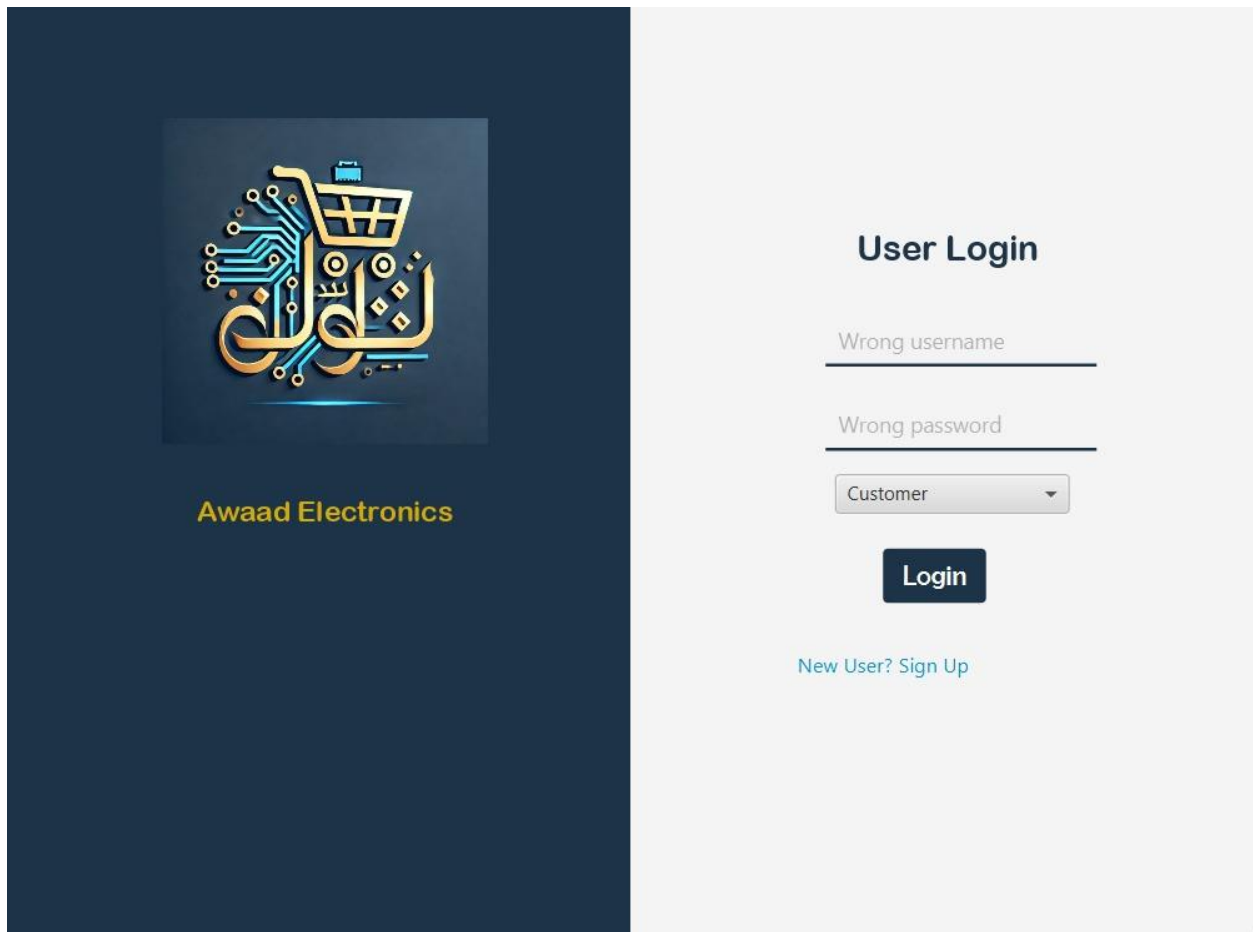 Awaad Electronics
User Login
Wrong username
Wrong password
Customer
Login
New User? Sign Up